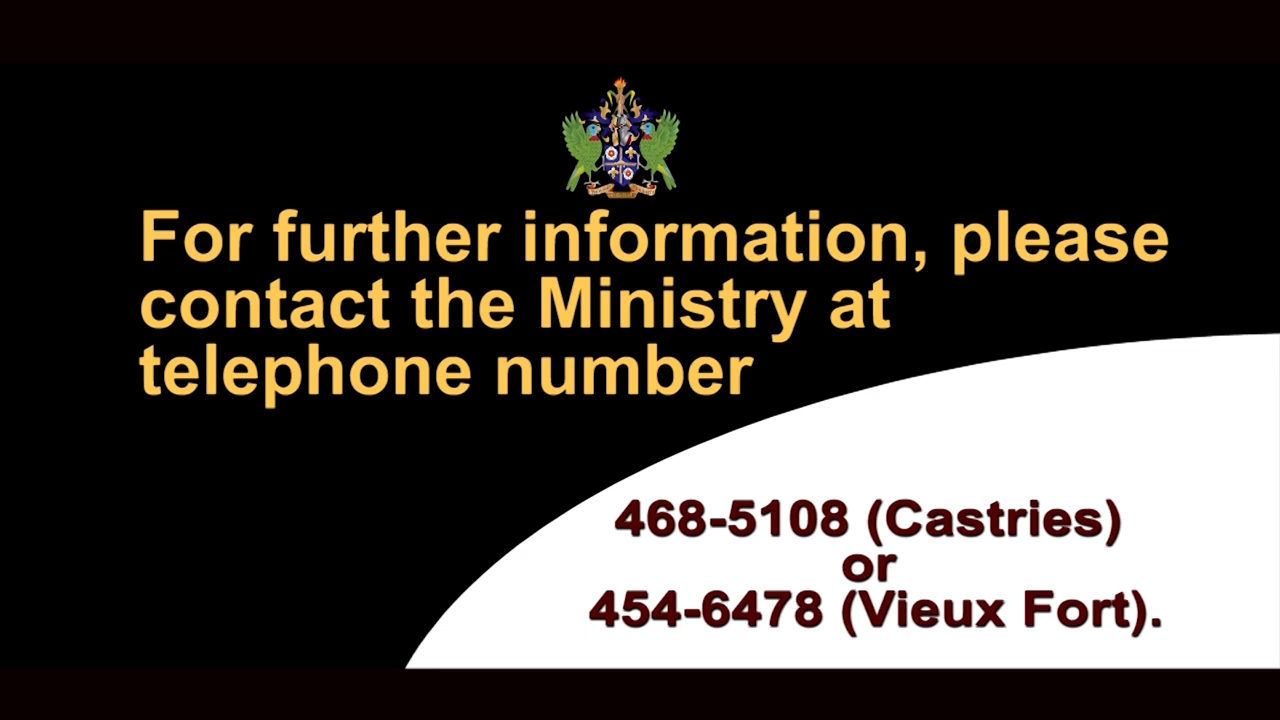 For further information, please
contact the Ministry at
telephone number
468-5108 (Castries)
or
454-6478 (Vieux Fort).